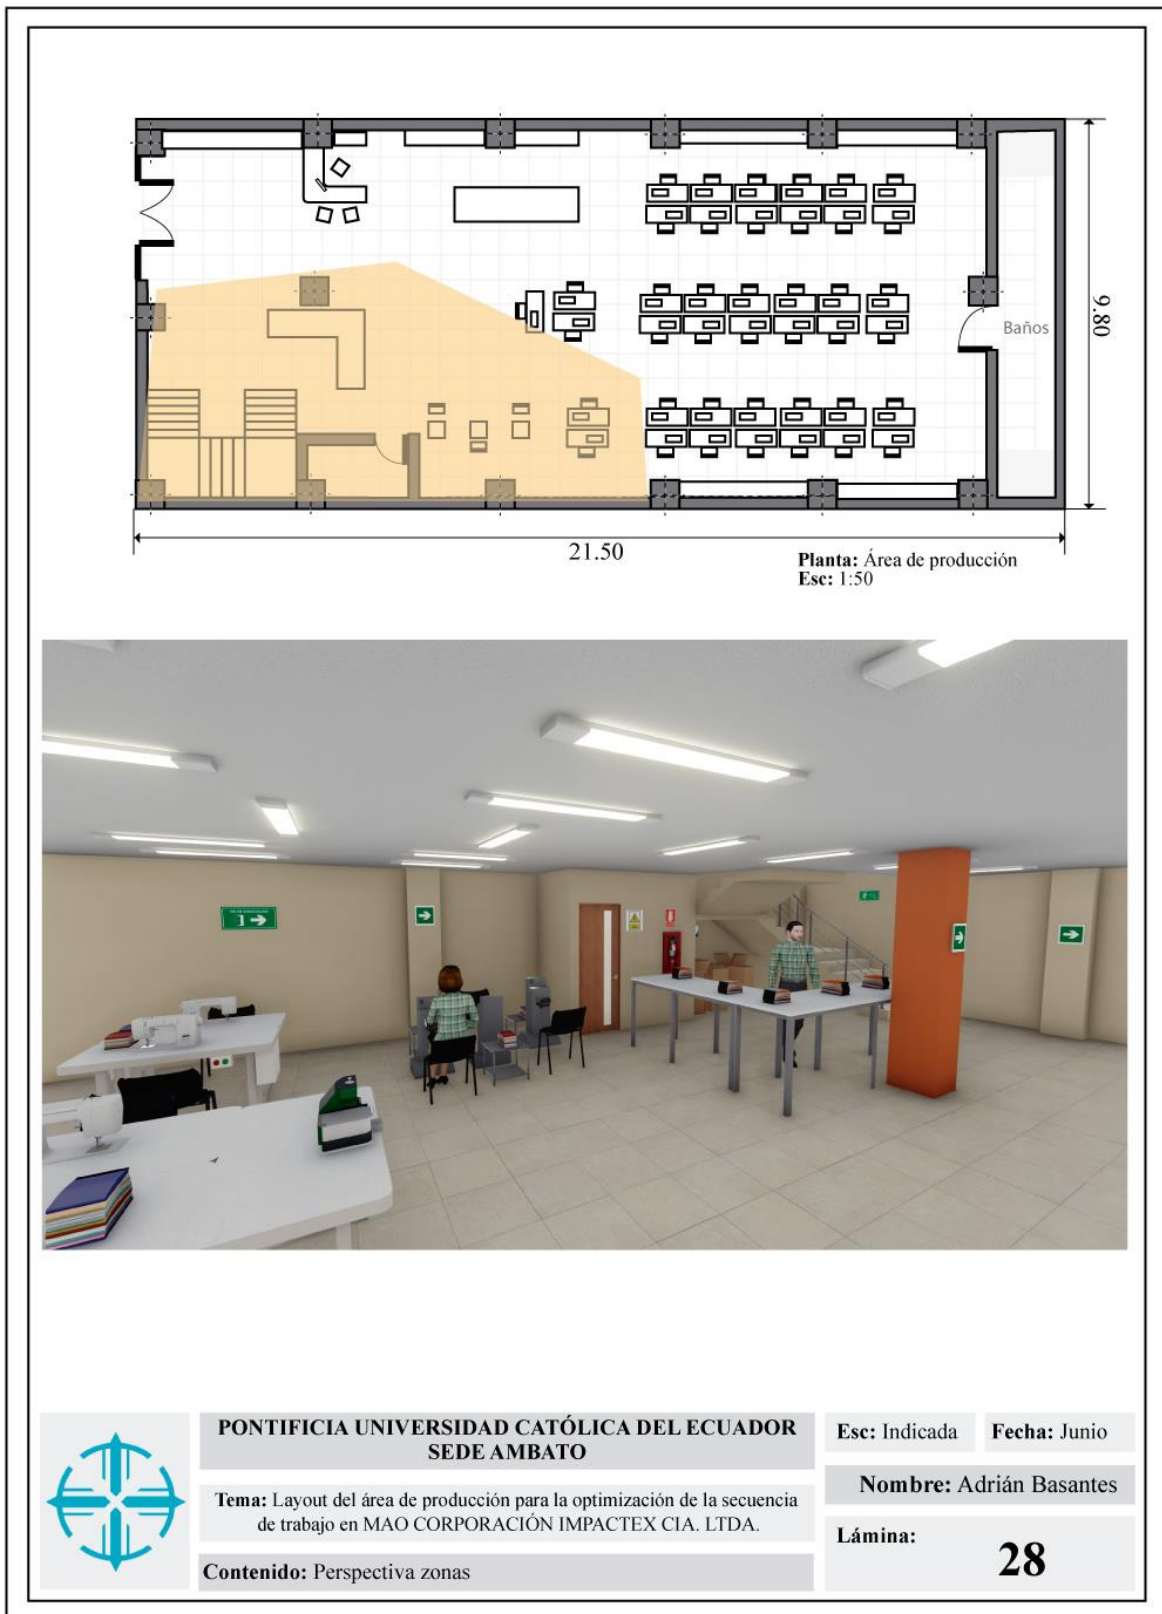 Baños
9.80
21.50
Planta: Área de producción
Esc: 1:50
PONTIFICIA UNIVERSIDAD CATÓLICA DEL ECUADOR
SEDE AMBATO
Tema: Layout del área de producción para la optimización de la secuencia
de trabajo en MAO CORPORACIÓN IMPACTEX CIA. LTDA.
Contenido: Perspectiva zonas
Esc: Indicada
Fecha: Junio
Nombre: Adrián Basantes
Lámina:
28